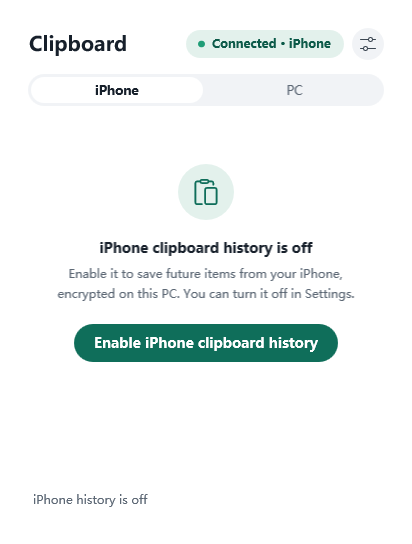 Clipboard
Connected • iPhone
iPhone
PC
iPhone clipboard history is off
Enable it to save future items from your iPhone,
encrypted on this PC. You can turn it off in Settings.
Enable iPhone clipboard history
iPhone history is off